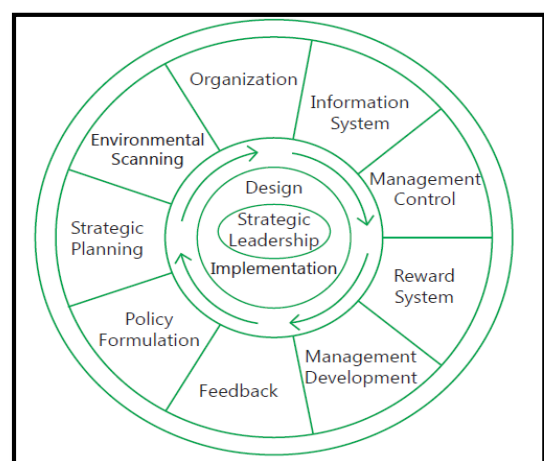 Organization
Information
System
Management
Control
Reward
System
Management
Development
Feedback
Policy
Formulation
Strategic
Planning
Environmental
Scanning
Design
Strategic
Leadership
Implementation